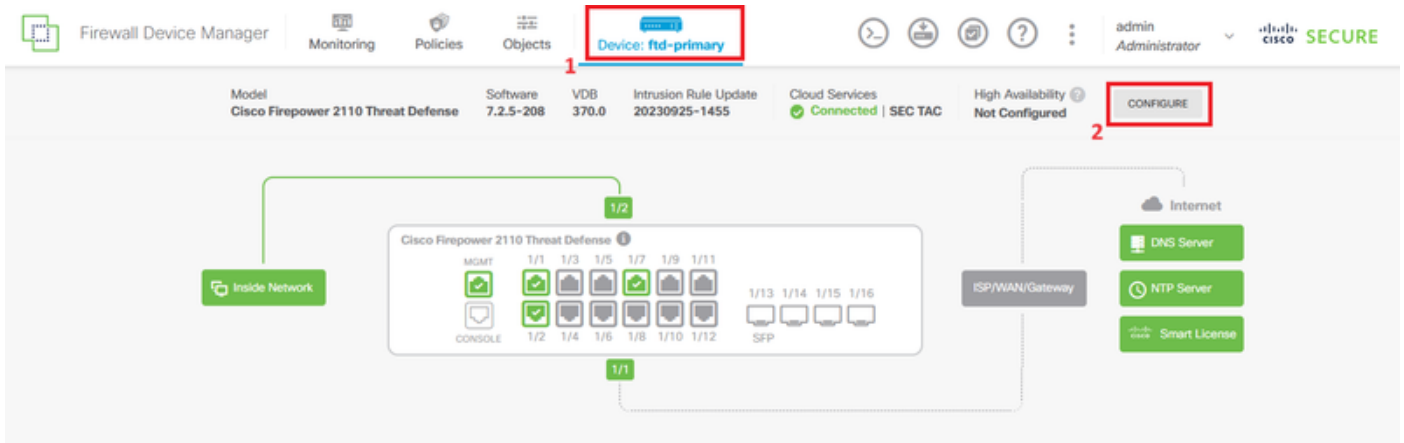 Firewall Device Manager
Monitoring
Policies
Objects
Device: ftd-primary
admin
Administrator
cisco SECURE
1
Model
Cisco Firepower 2110 Threat Defense
Software
7.2.5-208
VDB
370.0
Intrusion Rule Update
20230925-1455
Cloud Services
Connected | SEC TAC
High Availability ?
Not Configured
CONFIGURE
2
1/2
Internet
Cisco Firepower 2110 Threat Defense
DNS Server
MGMT 1/1 1/3 1/5 1/7 1/9 1/11
Inside Network
1/13 1/14 1/15 1/16
ISP/WAN/Gateway
NTP Server
CONSOLE 1/2 1/4 1/6 1/8 1/10 1/12 SFP
cisco Smart License
1/1